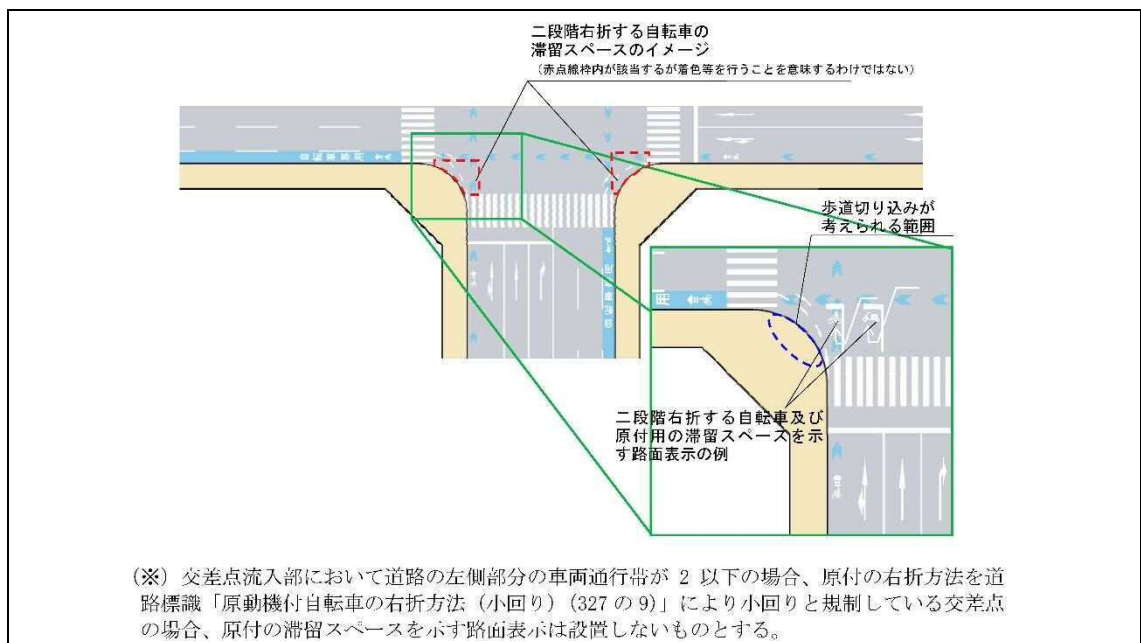 二段階右折する自転車の
滞留スペースのイメージ
（赤点線枠内が該当するが着色等を行うことを意味するわけではない）
自転車専用
歩道切り込みが
考えられる範囲
用
二段階右折する自転車及び
原付用の滞留スペースを示
す路面表示の例
（※）交差点流入部において道路の左側部分の車両通行帯が 2 以下の場合、原付の右折方法を道
路標識「原動機付自転車の右折方法（小回り）（327 の 9）」により小回りと規制している交差点
の場合、原付の滞留スペースを示す路面表示は設置しないものとする。